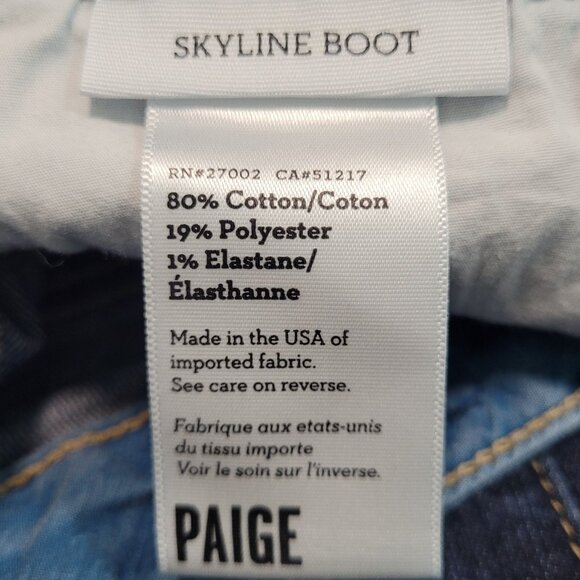 SKYLINE BOOT
RN#27002 CA#51217
80% Cotton/Coton
19% Polyester
1% Elastane/
Élasthanne
Made in the USA of
imported fabric.
See care on reverse.
Fabrique aux etats-unis
du tissu importe
Voir le soin sur l'inverse.
PAIGE